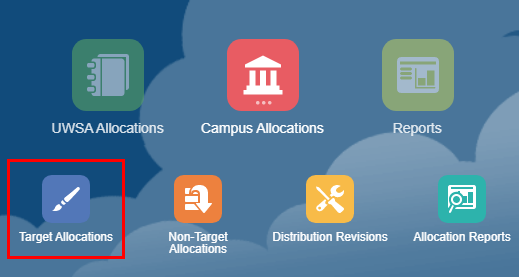 UWSA Allocations
Campus Allocations
Reports
Target Allocations
Non-Target
Allocations
Distribution Revisions
Allocation Reports